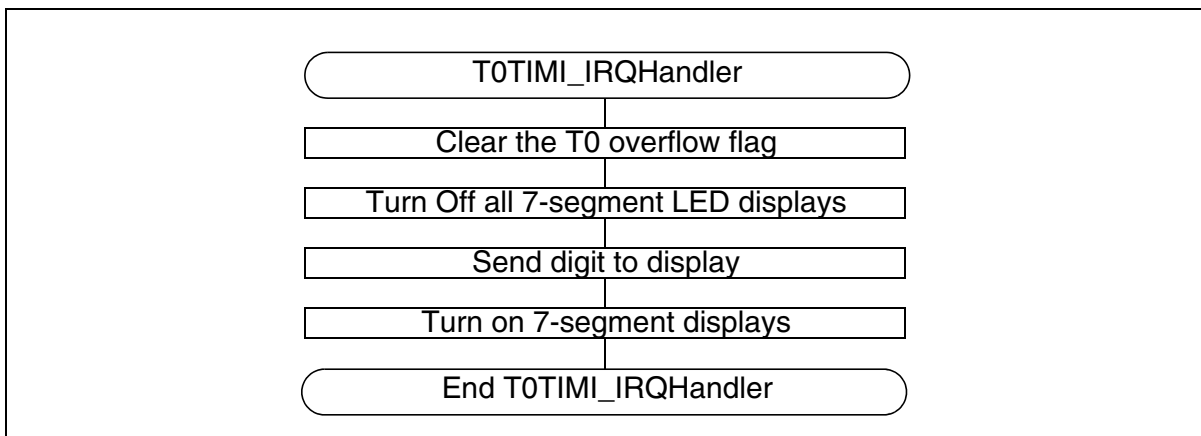 T0TIMI_IRQHandler
Clear the T0 overflow flag
Turn Off all 7-segment LED displays
Send digit to display
Turn on 7-segment displays
End T0TIMI_IRQHandler